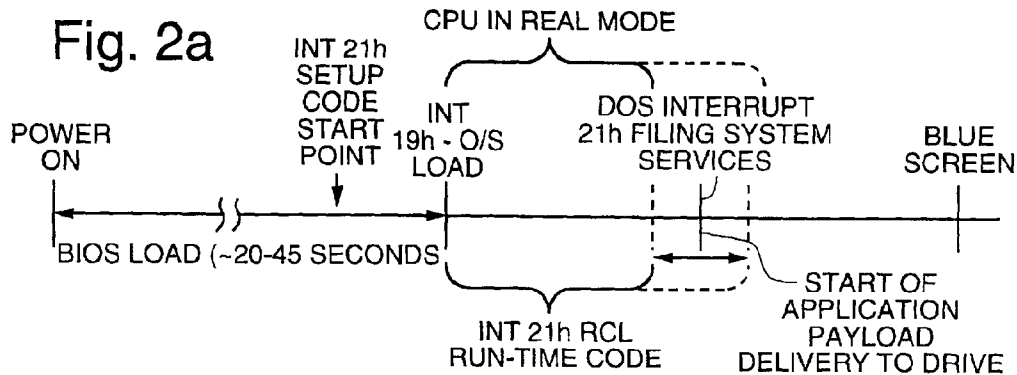 Fig. 2a
CPU IN REAL MODE
INT 21h
SETUP
CODE
START
POINT
POWER
ON
INT
19h - O/S
LOAD
DOS INTERRUPT
21h FILING SYSTEM
SERVICES
BLUE
SCREEN
BIOS LOAD (~20-45 SECONDS
INT 21h RCL
RUN-TIME CODE
START OF
APPLICATION
PAYLOAD
DELIVERY TO DRIVE